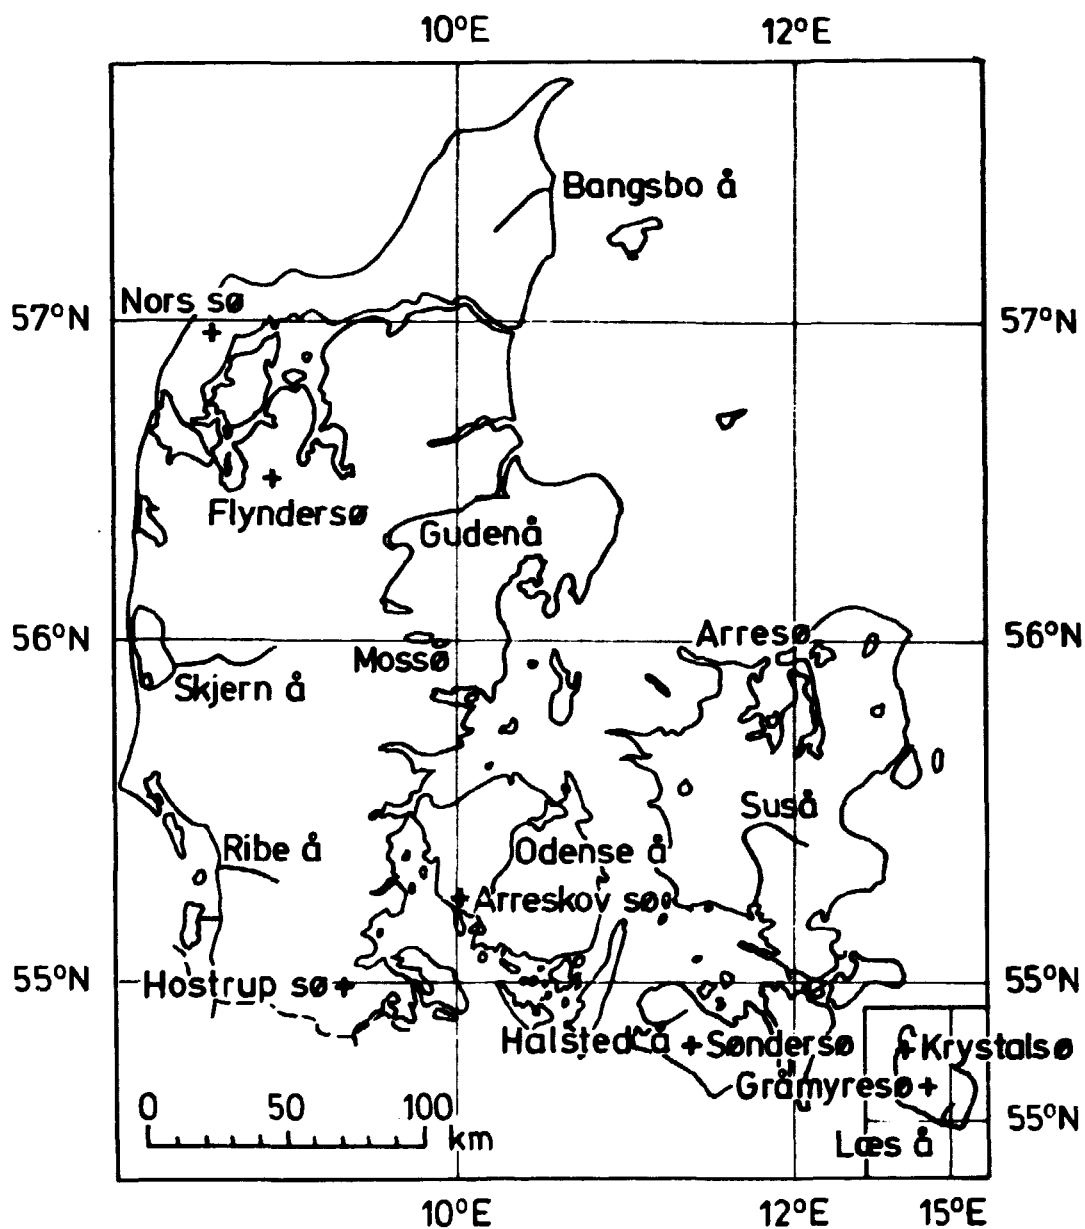 10°E 12°E
Bangsbo å
Nors sø
57°N 57°N
Flyndersø
Gudenå
56°N 56°N
Arresø
Mossø
Skjern å
Suså
Ribe å
Odense å
Arreskov sø
55°N 55°N
Hostrup sø
Halsted å
Søndersø
Krystalsø
Gråmyresø
0 50 100
km
55°N
Læs å
10°E 12°E 15°E